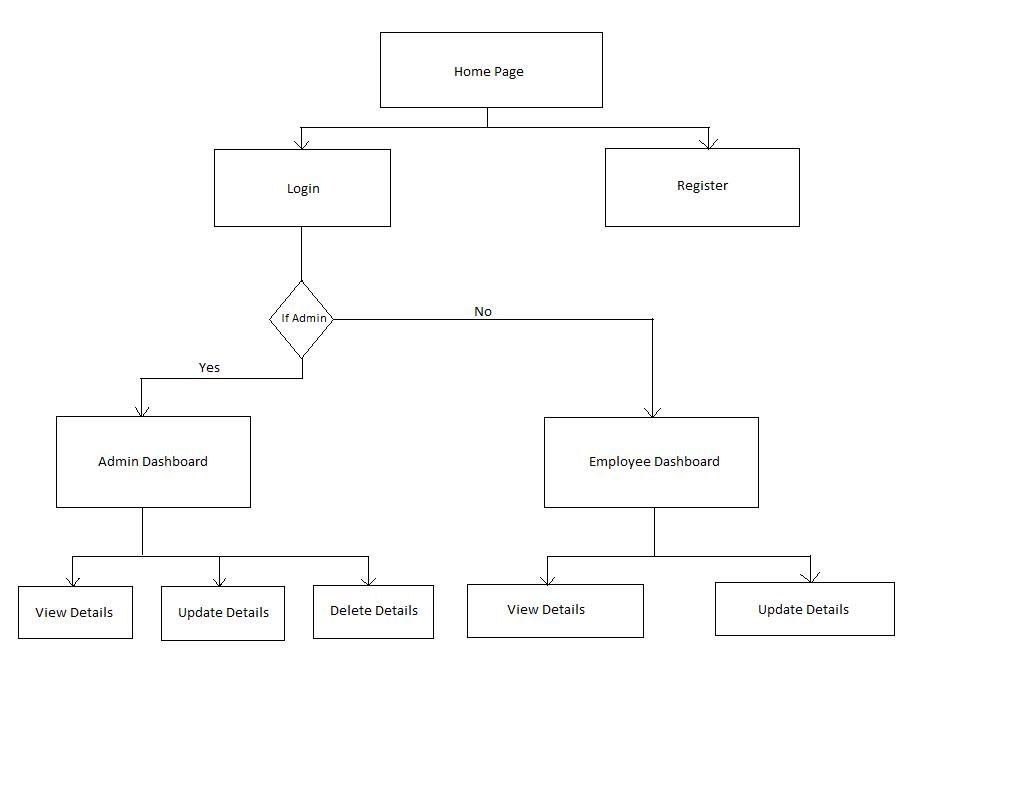 Home Page
Login
Register
If Admin
No
Yes
Admin Dashboard
Employee Dashboard
View Details
Update Details
Delete Details
View Details
Update Details